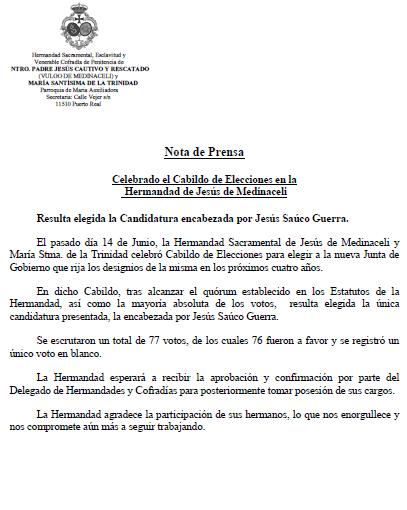 Hermandad Sacramental, Esclavitud y
Venerable Cofradía de Penitencia de
NTRO. PADRE JESÚS CAUTIVO Y RESCATADO
(VULGO DE MEDINACELI) y
MARÍA SANTÍSIMA DE LA TRINIDAD
Parroquia de María Auxiliadora
Secretaría: Calle Vejer s/n
11510 Puerto Real
Nota de Prensa
Celebrado el Cabildo de Elecciones en la
Hermandad de Jesús de Medinaceli
Resulta elegida la Candidatura encabezada por Jesús Saúco Guerra.
El pasado día 14 de Junio, la Hermandad Sacramental de Jesús de Medinaceli y
María Stma. de la Trinidad celebró Cabildo de Elecciones para elegir a la nueva Junta de
Gobierno que rija los designios de la misma en los próximos cuatro años.
En dicho Cabildo, tras alcanzar el quórum establecido en los Estatutos de la
Hermandad, así como la mayoría absoluta de los votos, resulta elegida la única
candidatura presentada, la encabezada por Jesús Saúco Guerra.
Se escrutaron un total de 77 votos, de los cuales 76 fueron a favor y se registró un
único voto en blanco.
La Hermandad esperará a recibir la aprobación y confirmación por parte del
Delegado de Hermandades y Cofradías para posteriormente tomar posesión de sus cargos.
La Hermandad agradece la participación de sus hermanos, lo que nos enorgullece y
nos compromete aún más a seguir trabajando.